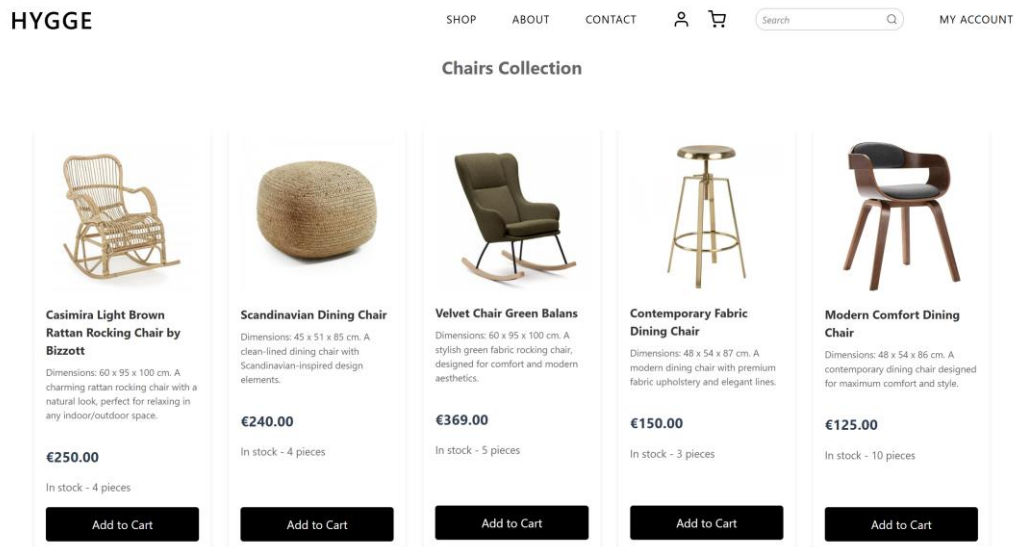 HYGGE
SHOP ABOUT CONTACT Search MY ACCOUNT
Chairs Collection
Casimira Light Brown
Rattan Rocking Chair by
Bizzott
Dimensions: 60 x 95 x 100 cm. A
charming rattan rocking chair with a
natural look, perfect for relaxing in
any indoor/outdoor space.
€250.00
In stock - 4 pieces
Add to Cart
Scandinavian Dining Chair
Dimensions: 45 x 51 x 85 cm. A
clean-lined dining chair with
Scandinavian-inspired design
elements.
€240.00
In stock - 4 pieces
Add to Cart
Velvet Chair Green Balans
Dimensions: 60 x 95 x 100 cm. A
stylish green fabric rocking chair,
designed for comfort and modern
aesthetics.
€369.00
In stock - 5 pieces
Add to Cart
Contemporary Fabric
Dining Chair
Dimensions: 48 x 54 x 87 cm. A
modern dining chair with premium
fabric upholstery and elegant lines.
€150.00
In stock - 3 pieces
Add to Cart
Modern Comfort Dining
Chair
Dimensions: 48 x 54 x 86 cm. A
contemporary dining chair designed
for maximum comfort and style.
€125.00
In stock - 10 pieces
Add to Cart